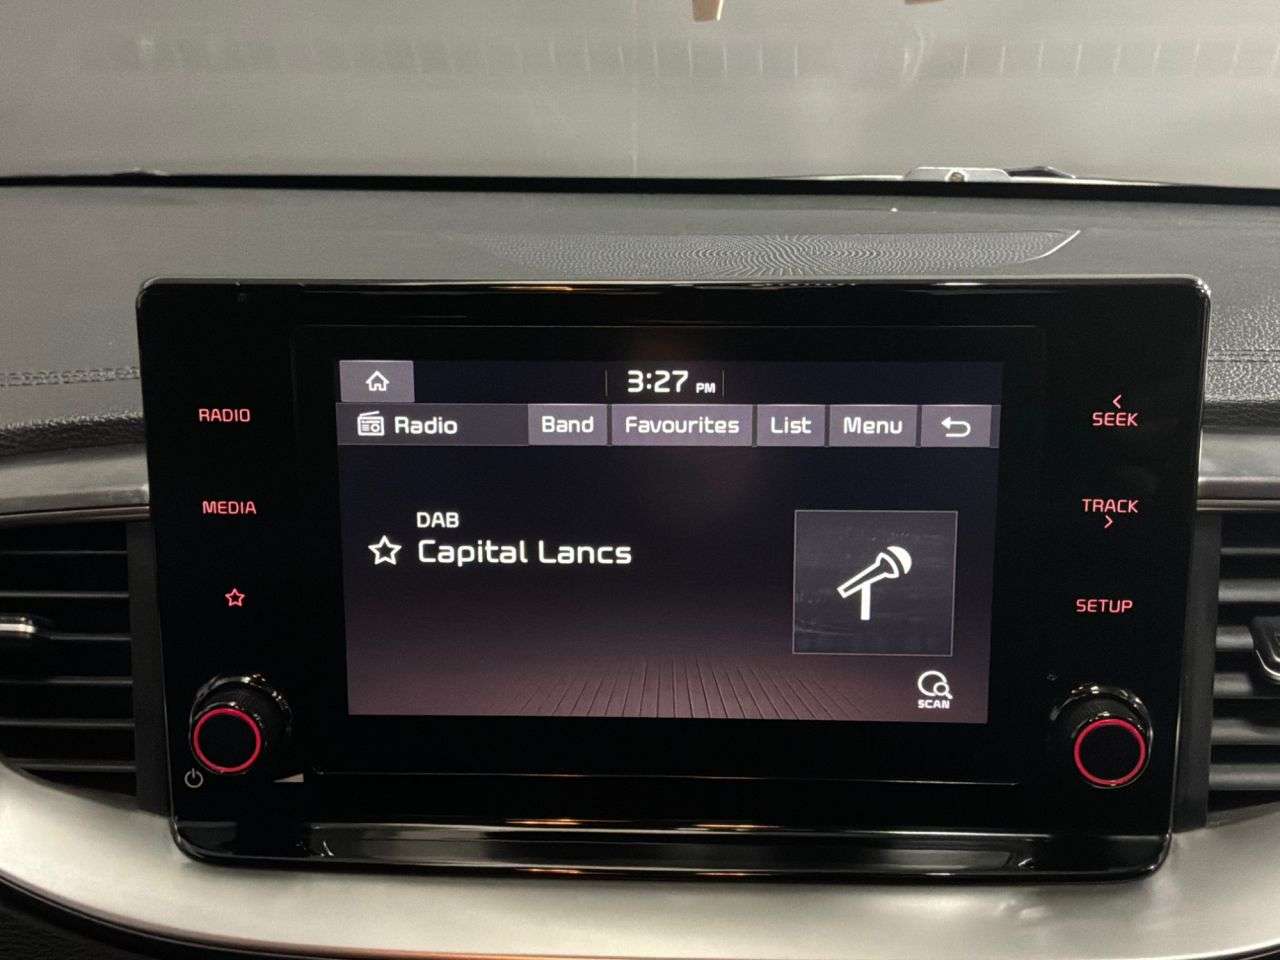 3:27 PM
Radio Band Favourites List Menu
RADIO
MEDIA
DAB
Capital Lancs
SCAN
SEEK
TRACK
SETUP